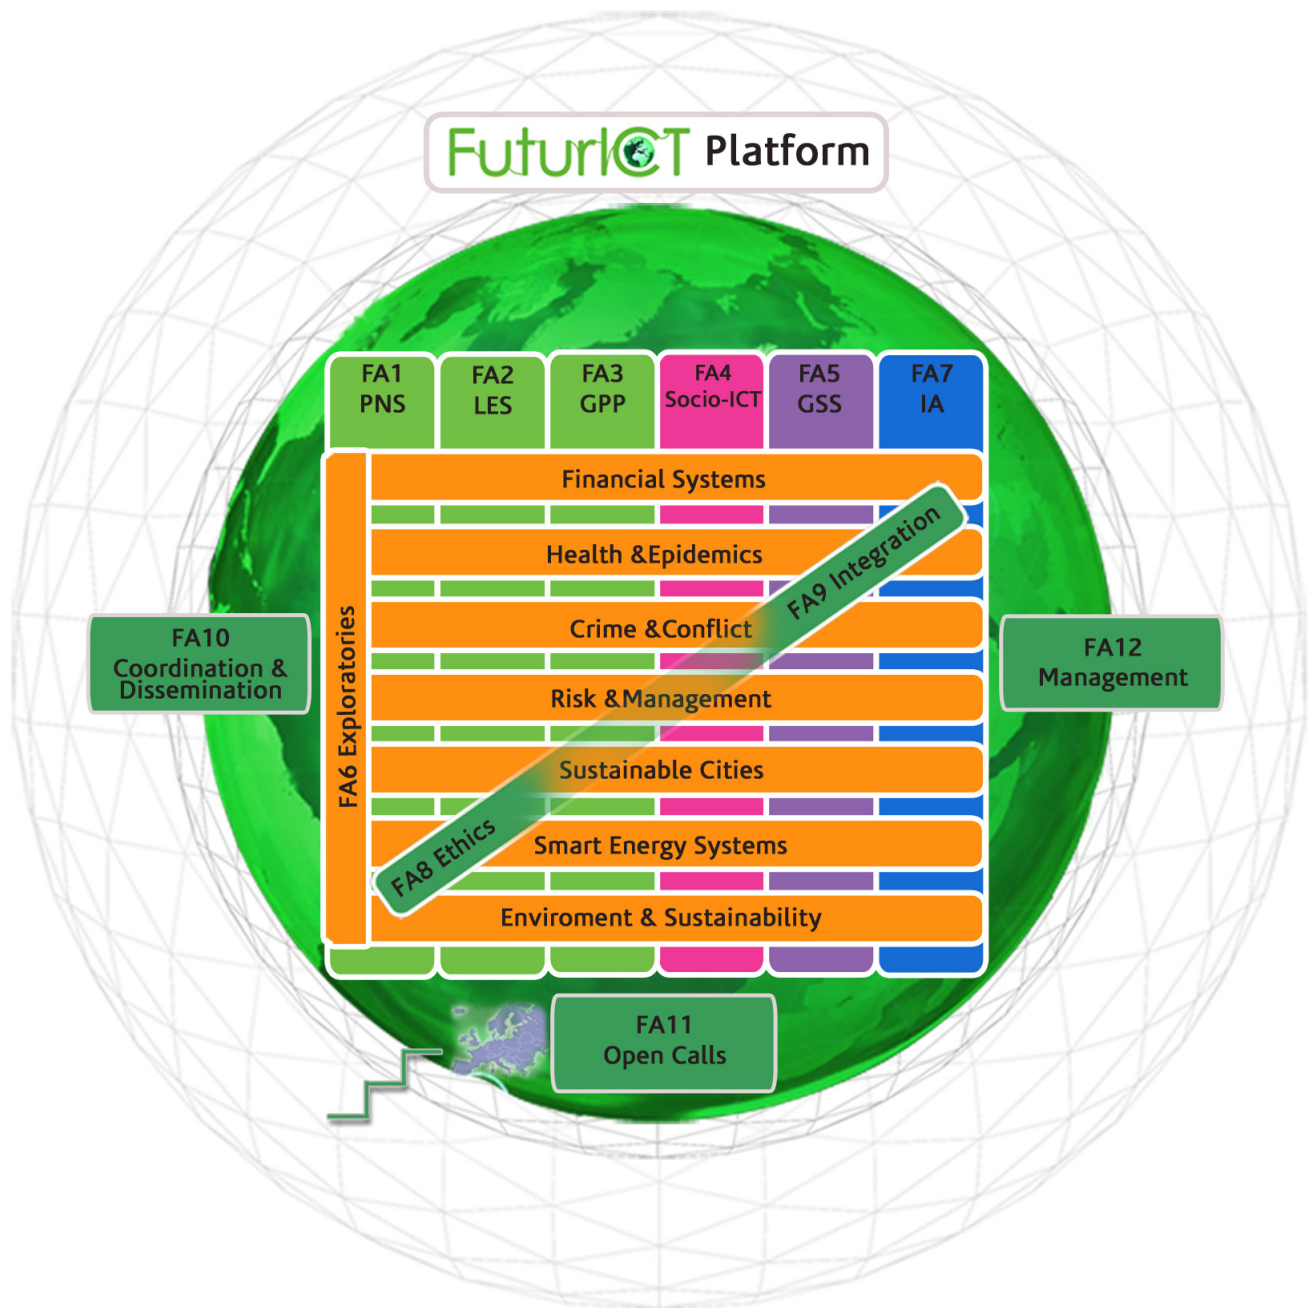 FuturICT Platform
FA1
PNS
FA2
LES
FA3
GPP
FA4
Socio-ICT
FA5
GSS
FA7
IA
FA6 Exploratories
Financial Systems
Health &Epidemics
Crime &Conflict
Risk &Management
Sustainable Cities
Smart Energy Systems
Enviroment & Sustainability
FA8 Ethics
FA9 Integration
FA10
Coordination &
Dissemination
FA12
Management
FA11
Open Calls